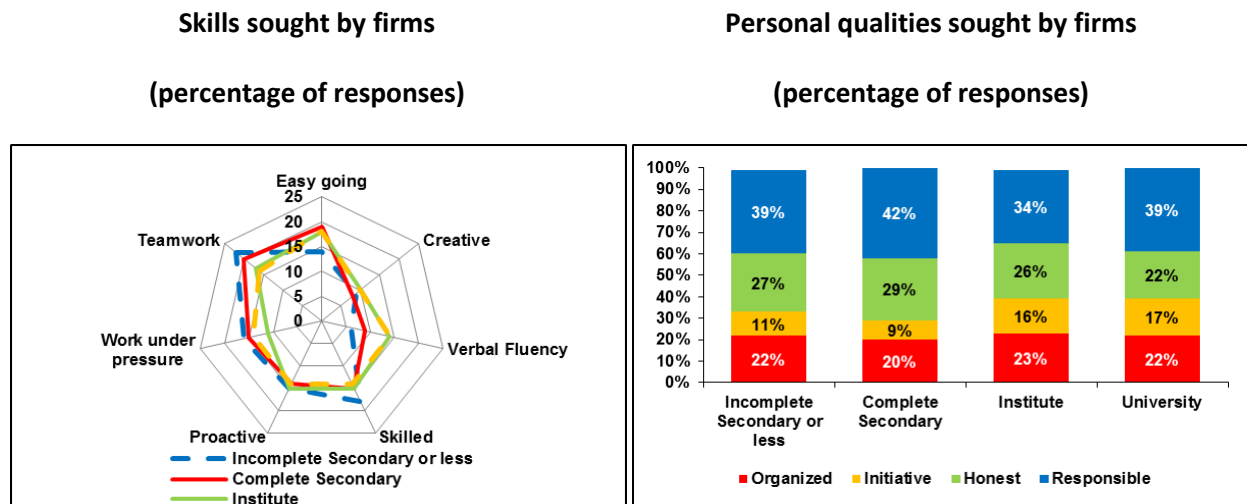 Skills sought by firms
(percentage of responses)
Easy going
25
20
15
10
5
0
Creative
Verbal Fluency
Skilled
Proactive
Work under
pressure
Teamwork
Incomplete Secondary or less
Complete Secondary
Institute
Personal qualities sought by firms
(percentage of responses)
100%
90%
80%
70%
60%
50%
40%
30%
20%
10%
0%
39%
27%
11%
22%
42%
29%
9%
20%
34%
26%
16%
23%
39%
22%
17%
22%
Incomplete
Secondary or
less
Complete
Secondary
Institute
University
Organized
Initiative
Honest
Responsible